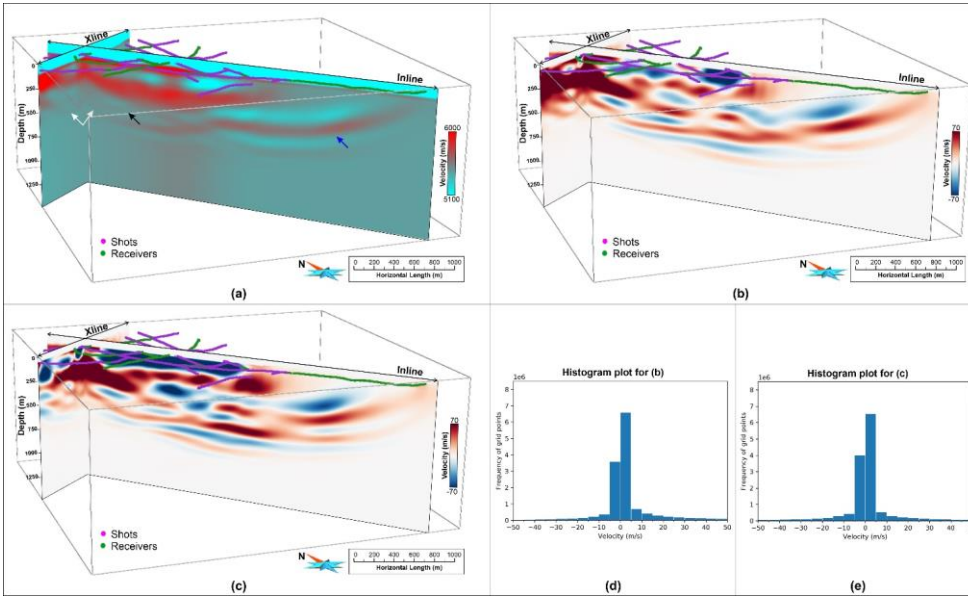 Xline
Inline
Depth (m)
0
250
500
750
1000
1250
6000
Velocity (m/s)
5100
Shots
Receivers
N
0 200 400 600 800 1000
Horizontal Length (m)
(a)
Xline
Inline
Depth (m)
0
250
500
750
1000
1250
70
Velocity (m/s)
-70
Shots
Receivers
N
0 200 400 600 800 1000
Horizontal Length (m)
(b)
Xline
Inline
Depth (m)
0
250
500
750
1000
1250
70
Velocity (m/s)
-70
Shots
Receivers
N
0 200 400 600 800 1000
Horizontal Length (m)
(c)
Histogram plot for (b)
1e6
Frequency of grid points
8
7
6
5
4
3
2
1
0
−50 −40 −30 −20 −10 0 10 20 30 40 50
Velocity (m/s)
(d)
Histogram plot for (c)
1e6
Frequency of grid points
8
7
6
5
4
3
2
1
0
−50 −40 −30 −20 −10 0 10 20 30 40
Velocity (m/s)
(e)